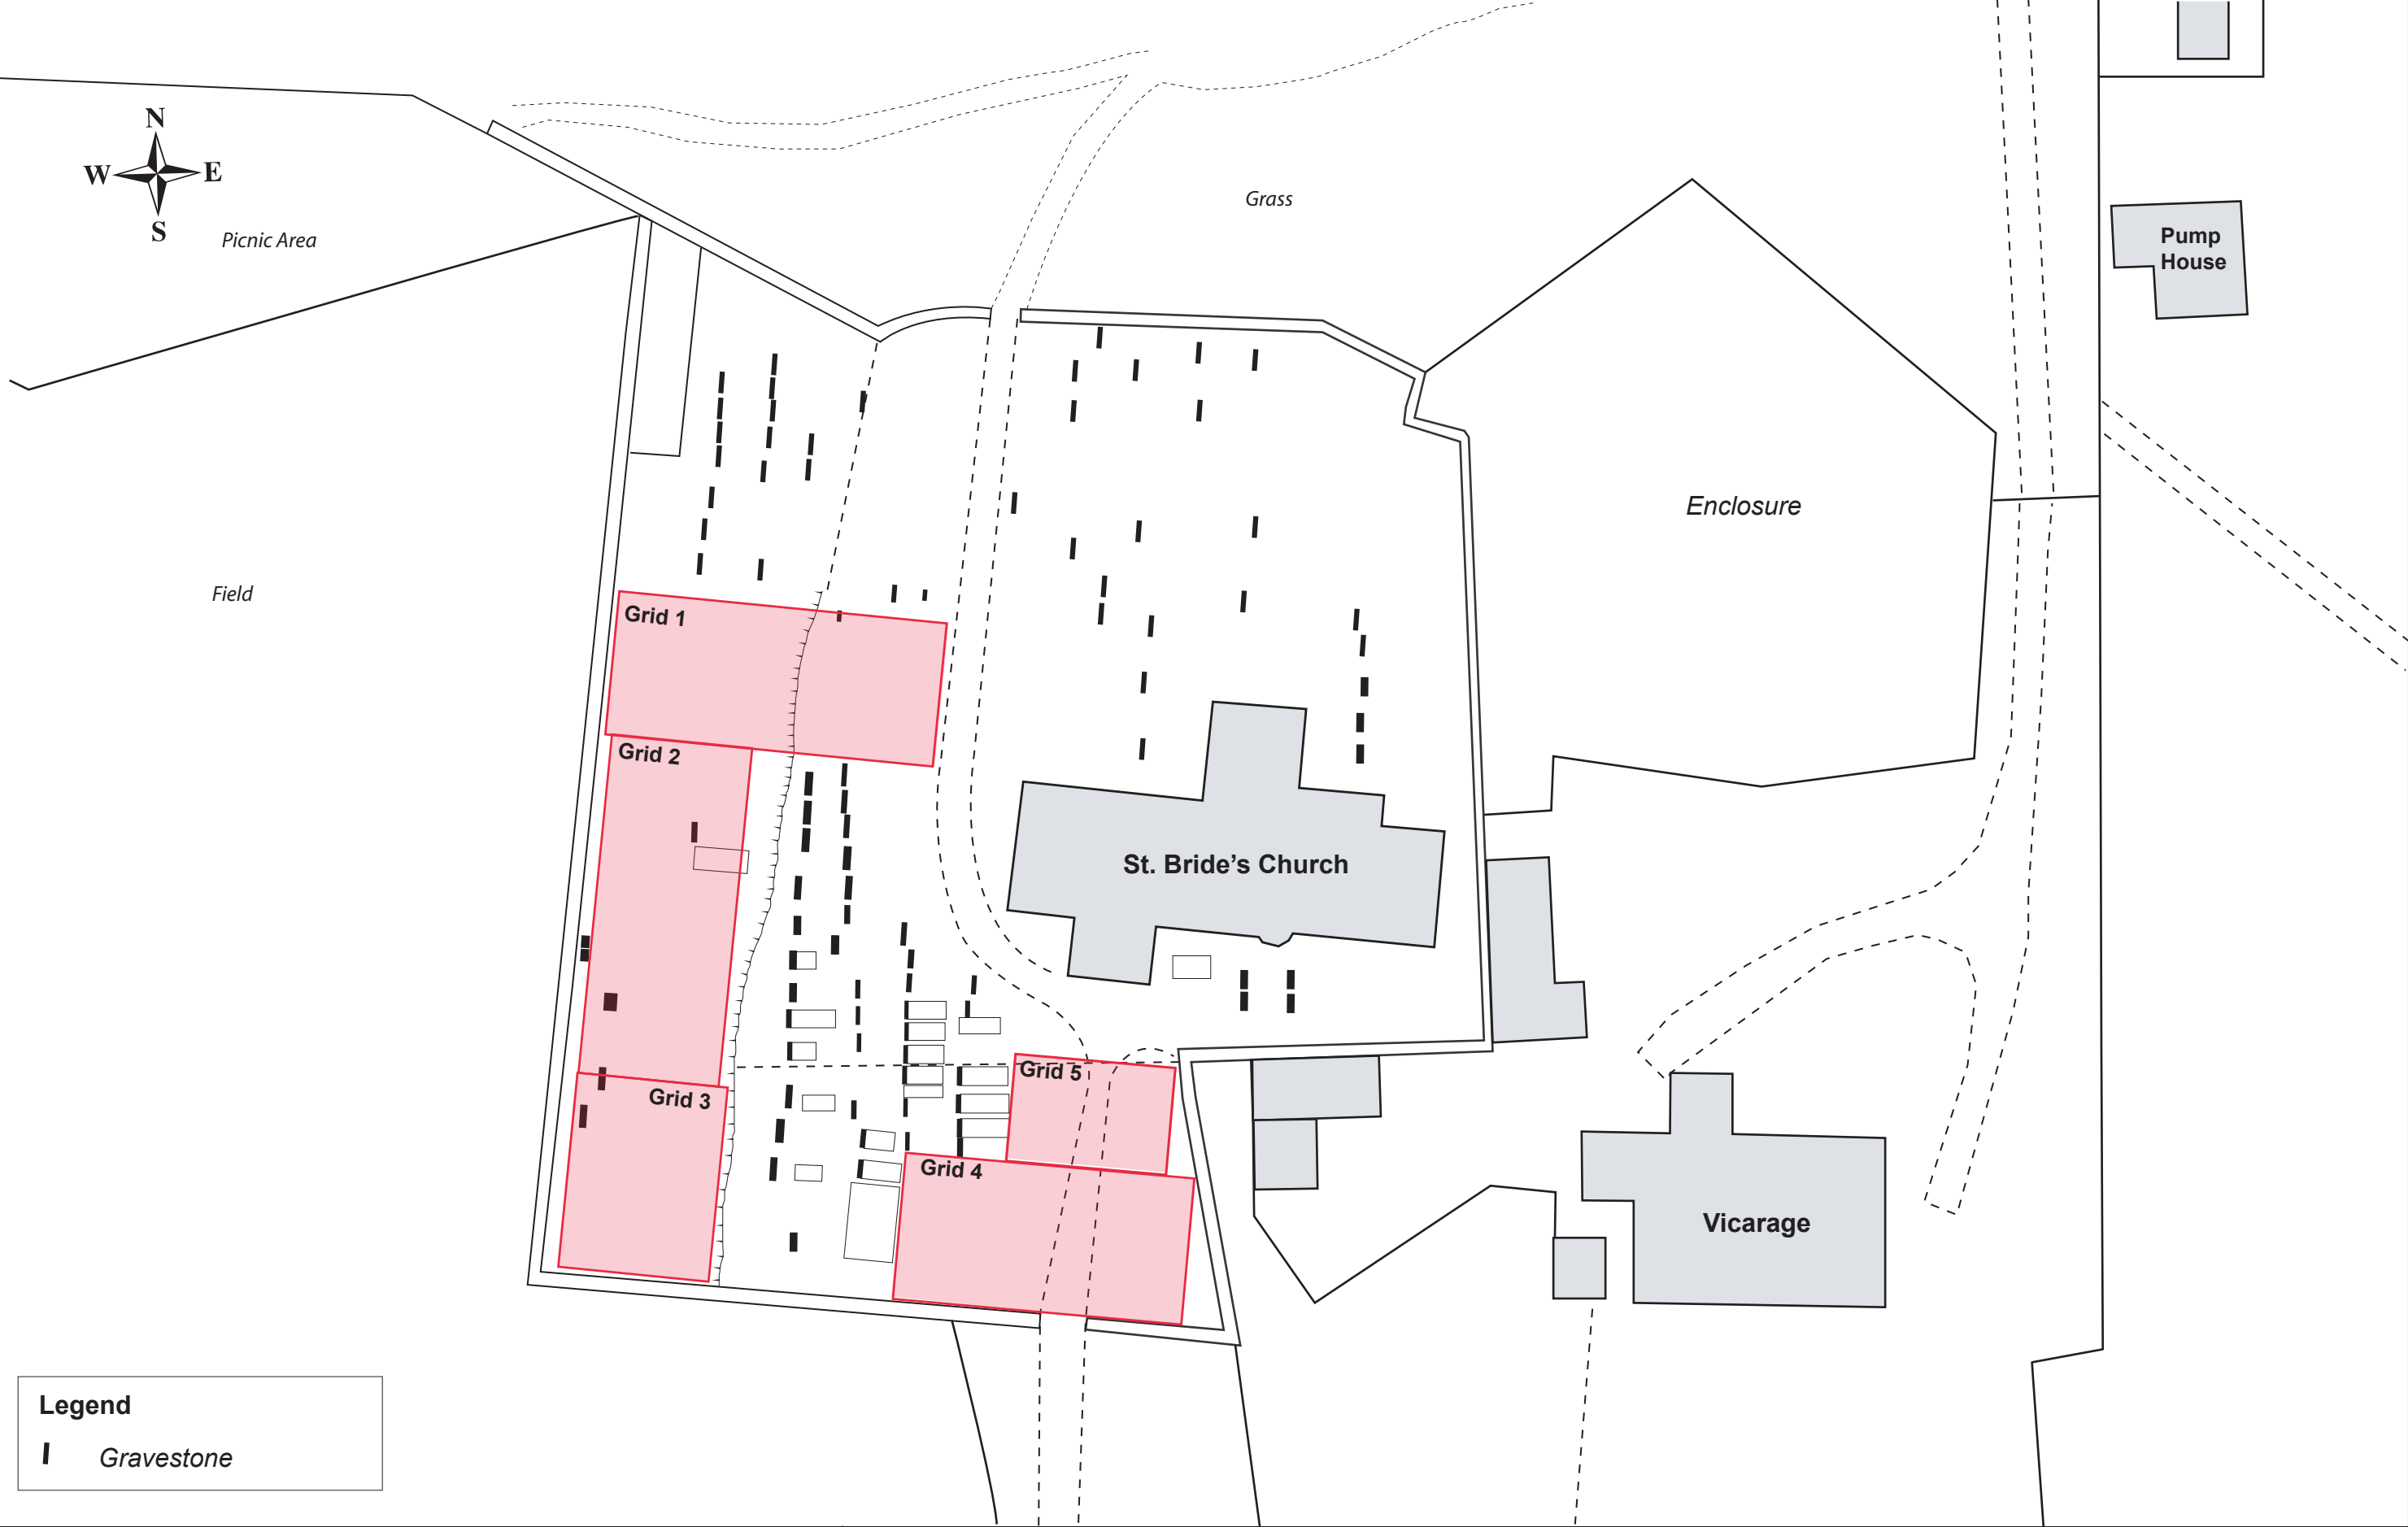 N
W E
S
Picnic Area
Grass
Pump
House
Enclosure
Field
Grid 1
Grid 2
St. Bride’s Church
Grid 5
Grid 3
Grid 4
Vicarage
Legend
Gravestone